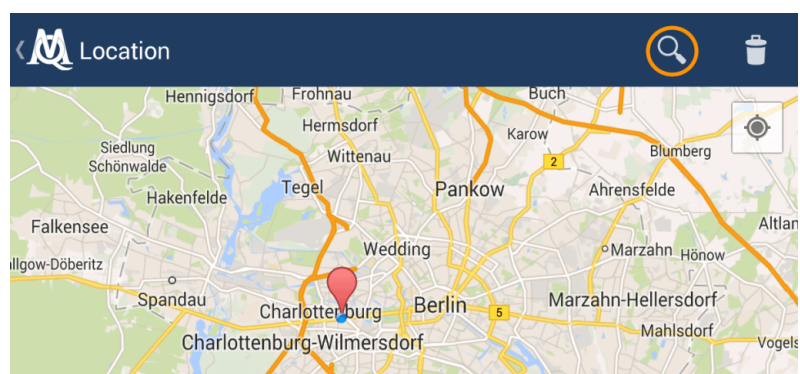 Location
Hennigsdorf
Frohnau
Buch
Hermsdorf
Karow
Siedlung
Schönwalde
Wittenau
2
Blumberg
Hakenfelde
Tegel
Pankow
Ahrensfelde
Falkensee
Altlan
Wedding
Marzahn
Hönow
llgow-Döberitz
Spandau
Charlottenburg
Berlin
5
Marzahn-Hellersdorf
Mahlsdorf
Charlottenburg-Wilmersdorf
Vogels